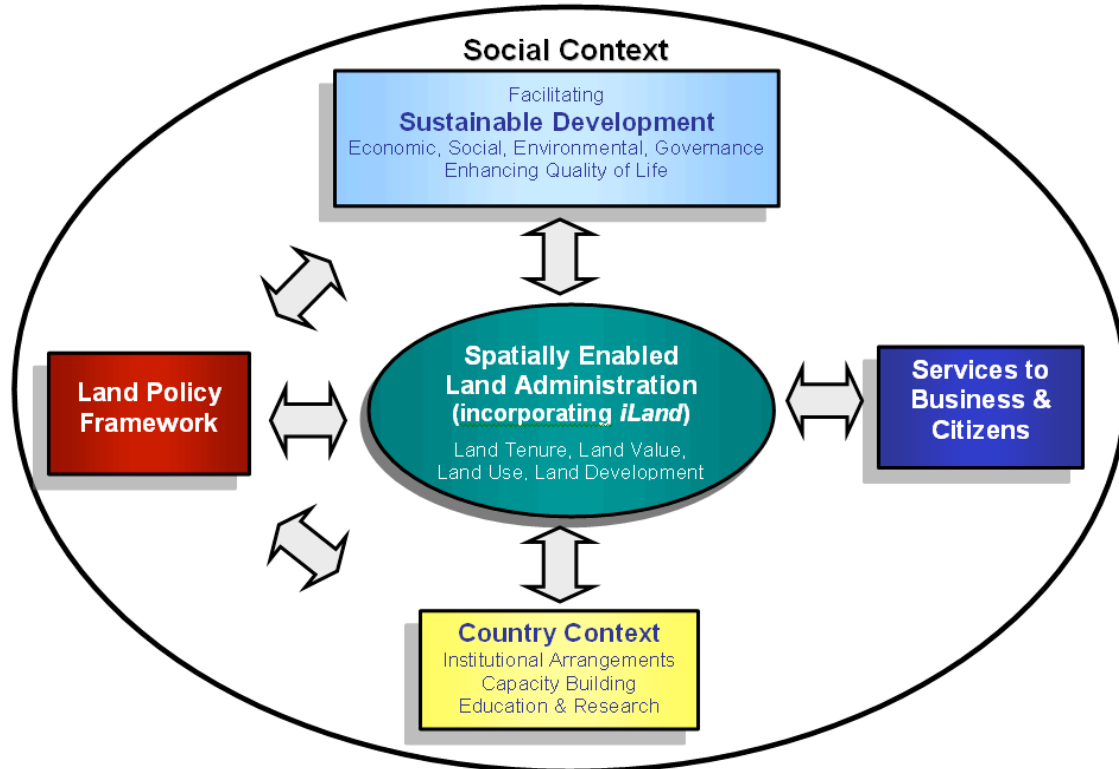 Social Context
Facilitating
Sustainable Development
Economic, Social, Environmental, Governance
Enhancing Quality of Life
Land Policy
Framework
Spatially Enabled
Land Administration
(incorporating iLand)
Land Tenure, Land Value,
Land Use, Land Development
Services to
Business &
Citizens
Country Context
Institutional Arrangements
Capacity Building
Education & Research